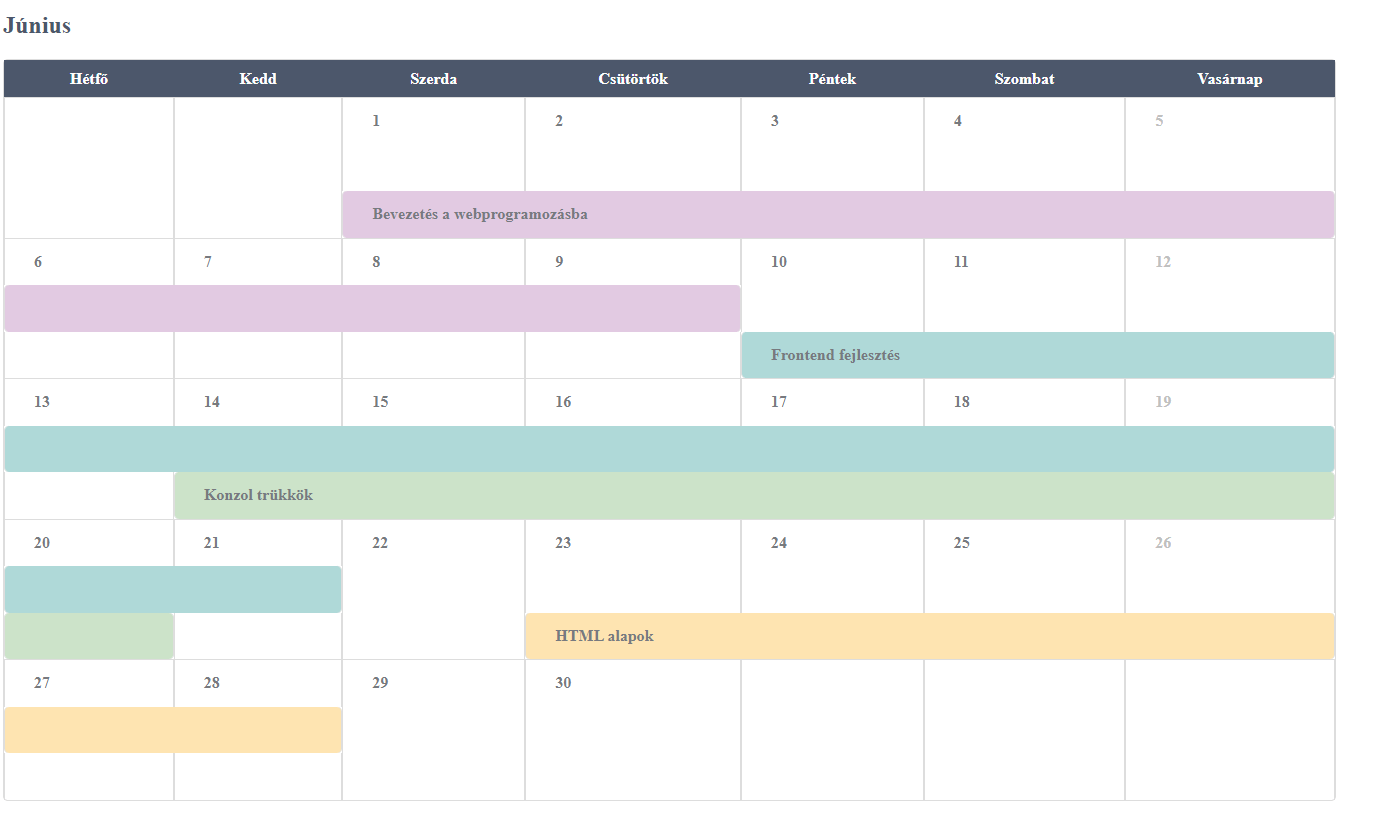 Június
Hétfő Kedd Szerda Csütörtök Péntek Szombat Vasárnap
1 2 3 4 5
Bevezetés a webprogramozásba
6 7 8 9 10 11 12
Frontend fejlesztés
13 14 15 16 17 18 19
Konzol trükkök
20 21 22 23 24 25 26
HTML alapok
27 28 29 30